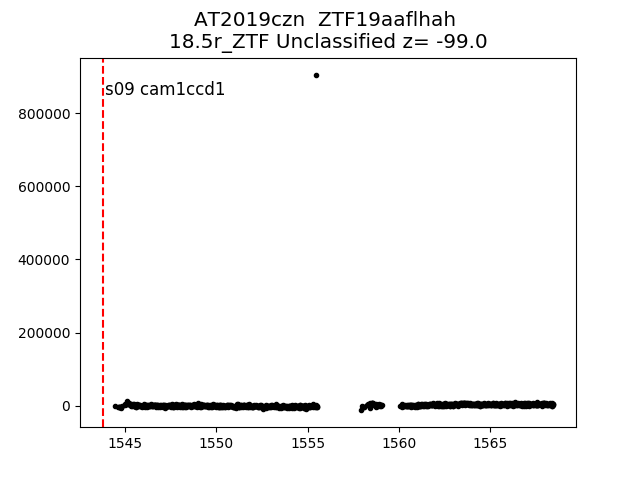 AT2019czn  ZTF19aaflhah
18.5r_ZTF Unclassified z= -99.0
s09 cam1ccd1
800000
600000
400000
200000
0
1545 1550 1555 1560 1565